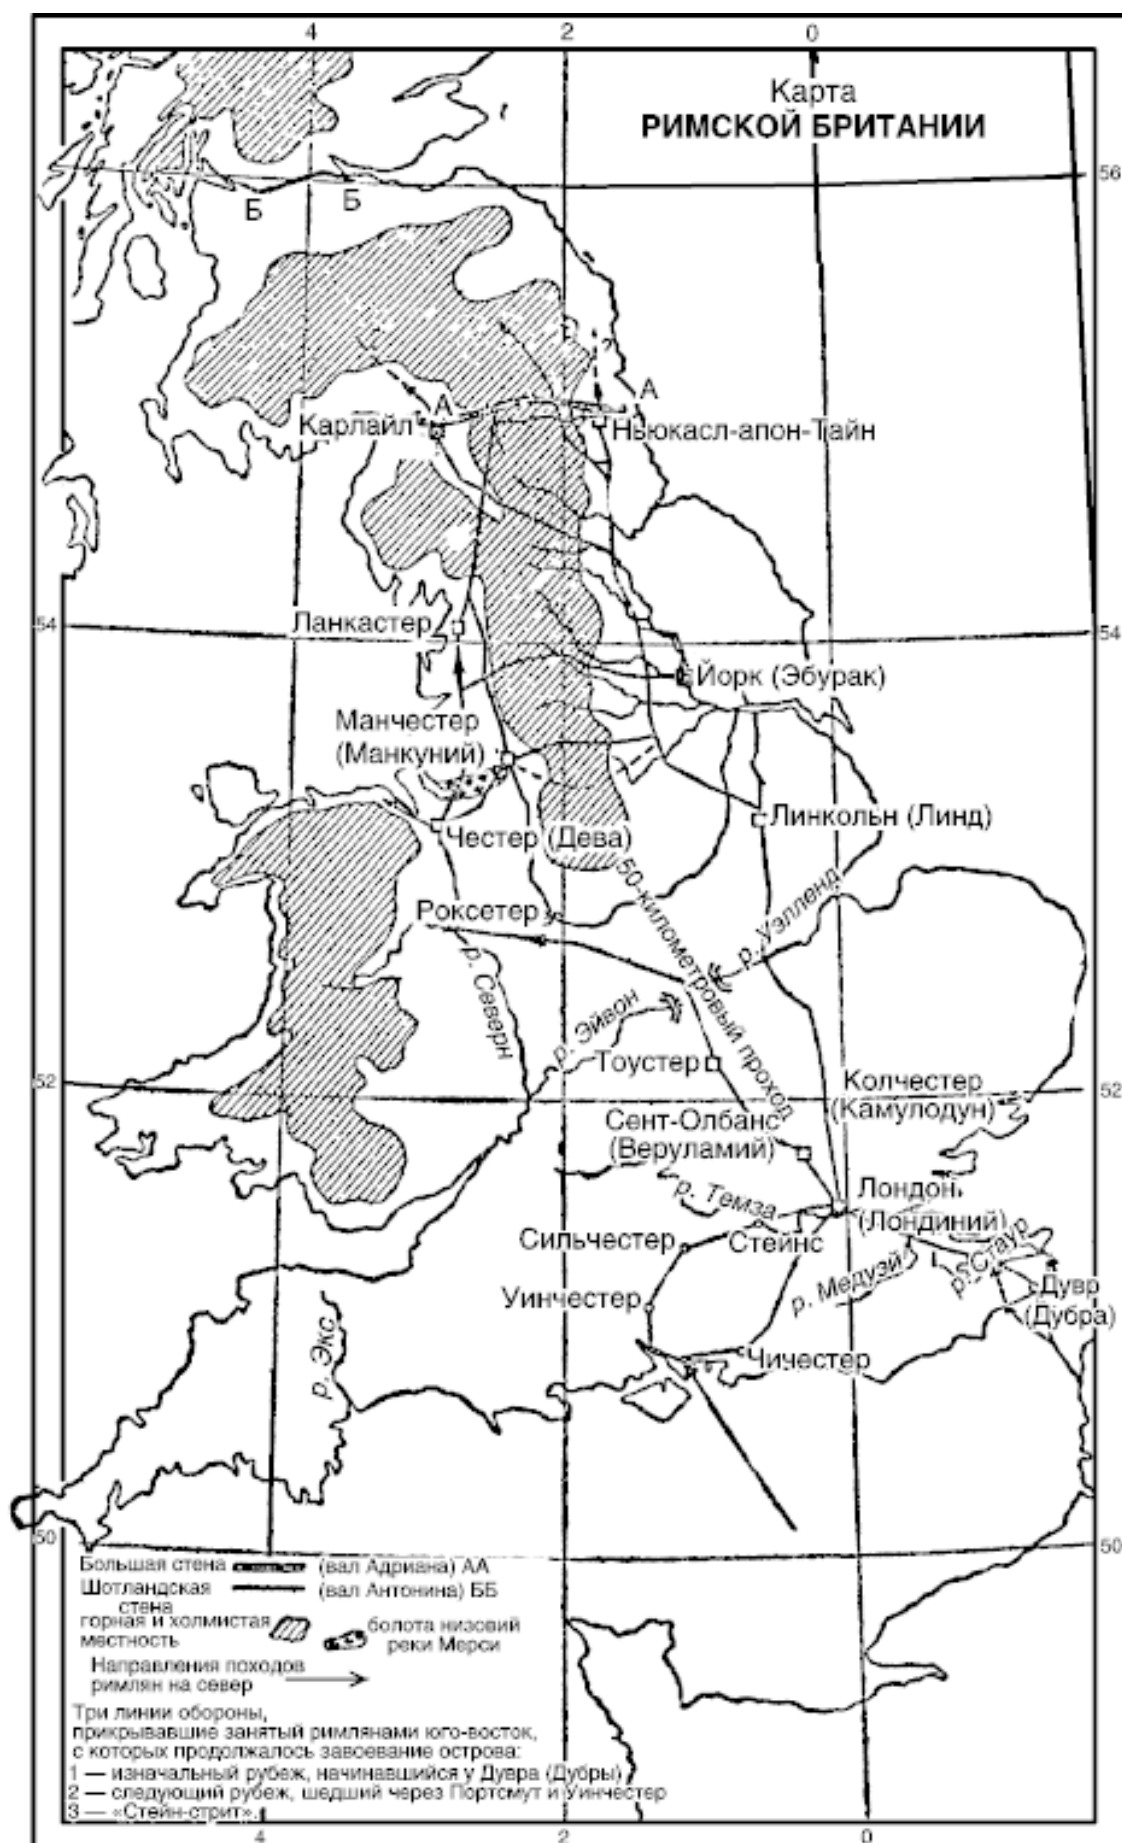 4 2 0
Карта
РИМСКОЙ БРИТАНИИ
56
Б Б
А А
Карлайл
Ньюкасл-апон-Тайн
54 54
Ланкастер
Йорк (Эбурак)
Манчестер
(Манкуний)
Линкольн (Линд)
Честер (Дева)
50-километровый проход
Роксетер
р. Уэлленд
р. Северн
р. Эйвон
Тоустер
52 52
Колчестер
(Камулодун)
Сент-Олбанс
(Веруламий)
р. Темза
Лондон
(Лондиний)
Сильчестер
Стейнс
р. Стаур
р. Медуэй
Дувр
(Дубра)
Уинчестер
р. Экс
Чичестер
50 50
Большая стена (вал Адриана) АА
Шотландская (вал Антонина) ББ
стена
горная и холмистая
местность
болота низовий
реки Мерси
Направления походов
римлян на север
Три линии обороны,
прикрывавшие занятый римлянами юго-восток,
с которых продолжалось завоевание острова:
1 — изначальный рубеж, начинавшийся у Дувра (Дубры)
2 — следующий рубеж, шедший через Портсмут и Уинчестер
3 — «Стейн-стрит».
4 2 0